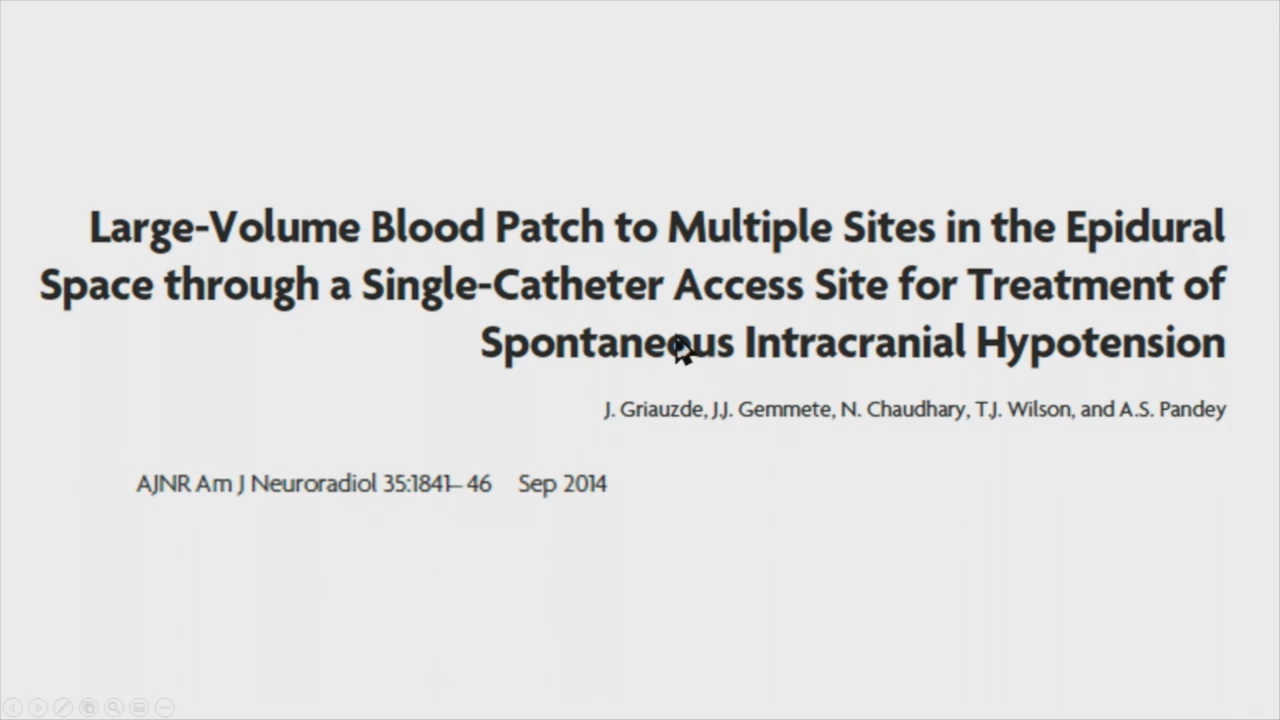 Large-Volume Blood Patch to Multiple Sites in the Epidural
Space through a Single-Catheter Access Site for Treatment of
Spontaneous Intracranial Hypotension
J. Griauzde, J.J. Gemmete, N. Chaudhary, T.J. Wilson, and A.S. Pandey
AJNR Am J Neuroradiol 35:1841–46 Sep 2014